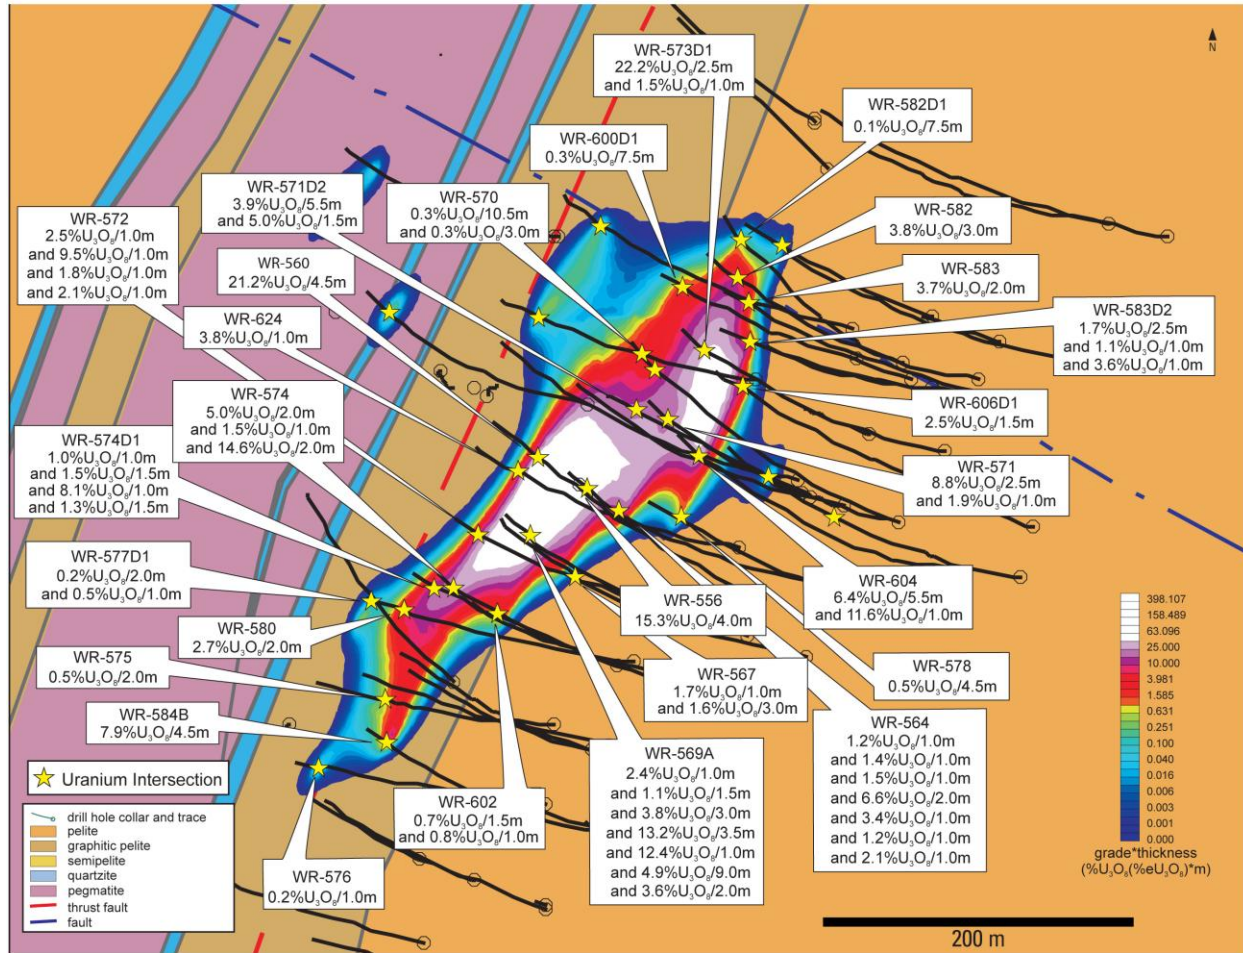 N
WR-573D1
22.2%U₃O₈/2.5m
and 1.5%U₃O₈/1.0m
WR-582D1
0.1%U₃O₈/7.5m
WR-600D1
0.3%U₃O₈/7.5m
WR-571D2
3.9%U₃O₈/5.5m
and 5.0%U₃O₈/1.5m
WR-570
0.3%U₃O₈/10.5m
and 0.3%U₃O₈/3.0m
WR-582
3.8%U₃O₈/3.0m
WR-572
2.5%U₃O₈/1.0m
and 9.5%U₃O₈/1.0m
and 1.8%U₃O₈/1.0m
and 2.1%U₃O₈/1.0m
WR-560
21.2%U₃O₈/4.5m
WR-583
3.7%U₃O₈/2.0m
WR-583D2
1.7%U₃O₈/2.5m
and 1.1%U₃O₈/1.0m
and 3.6%U₃O₈/1.0m
WR-624
3.8%U₃O₈/1.0m
WR-574
5.0%U₃O₈/2.0m
and 1.5%U₃O₈/1.0m
and 14.6%U₃O₈/2.0m
WR-606D1
2.5%U₃O₈/1.5m
WR-574D1
1.0%U₃O₈/1.0m
and 1.5%U₃O₈/1.5m
and 8.1%U₃O₈/1.0m
and 1.3%U₃O₈/1.5m
WR-571
8.8%U₃O₈/2.5m
and 1.9%U₃O₈/1.0m
WR-577D1
0.2%U₃O₈/2.0m
and 0.5%U₃O₈/1.0m
WR-604
6.4%U₃O₈/5.5m
and 11.6%U₃O₈/1.0m
WR-556
15.3%U₃O₈/4.0m
WR-580
2.7%U₃O₈/2.0m
WR-575
0.5%U₃O₈/2.0m
WR-567
1.7%U₃O₈/1.0m
and 1.6%U₃O₈/3.0m
WR-578
0.5%U₃O₈/4.5m
WR-584B
7.9%U₃O₈/4.5m
WR-564
1.2%U₃O₈/1.0m
and 1.4%U₃O₈/1.0m
and 1.5%U₃O₈/1.0m
and 6.6%U₃O₈/2.0m
and 3.4%U₃O₈/1.0m
and 1.2%U₃O₈/1.0m
and 2.1%U₃O₈/1.0m
WR-569A
2.4%U₃O₈/1.0m
and 1.1%U₃O₈/1.5m
and 3.8%U₃O₈/3.0m
and 13.2%U₃O₈/3.5m
and 12.4%U₃O₈/1.0m
and 4.9%U₃O₈/9.0m
and 3.6%U₃O₈/2.0m
WR-602
0.7%U₃O₈/1.5m
and 0.8%U₃O₈/1.0m
WR-576
0.2%U₃O₈/1.0m
Uranium Intersection
drill hole collar and trace
pelite
graphitic pelite
semipelite
quartzite
pegmatite
thrust fault
fault
398.107
158.489
63.096
25.000
10.000
3.981
1.585
0.631
0.251
0.100
0.040
0.016
0.006
0.003
0.001
0.000
grade*thickness
(%U₃O₈(%eU₃O₈)*m)
200 m